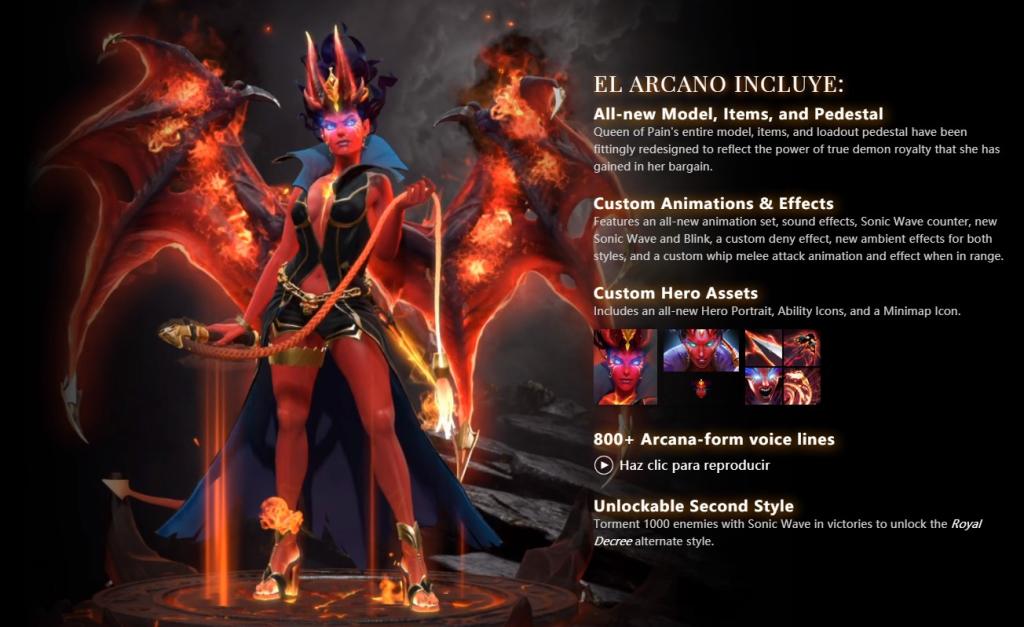 EL ARCANO INCLUYE:
All-new Model, Items, and Pedestal
Queen of Pain's entire model, items, and loadout pedestal have been
fittingly redesigned to reflect the power of true demon royalty that she has
gained in her bargain.
Custom Animations & Effects
Features an all-new animation set, sound effects, Sonic Wave counter, new
Sonic Wave and Blink, a custom deny effect, new ambient effects for both
styles, and a custom whip melee attack animation and effect when in range.
Custom Hero Assets
Includes an all-new Hero Portrait, Ability Icons, and a Minimap Icon.
800+ Arcana-form voice lines
Haz clic para reproducir
Unlockable Second Style
Torment 1000 enemies with Sonic Wave in victories to unlock the Royal
Decree alternate style.